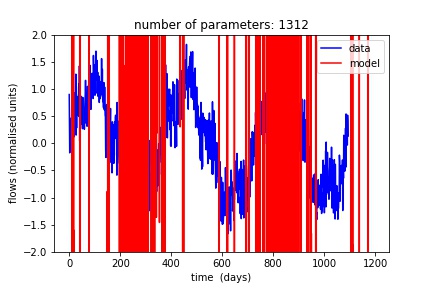 number of parameters: 1312
2.0
1.5
1.0
0.5
0.0
−0.5
−1.0
−1.5
−2.0
flows (normalised units)
data
model
0 200 400 600 800 1000 1200
time (days)